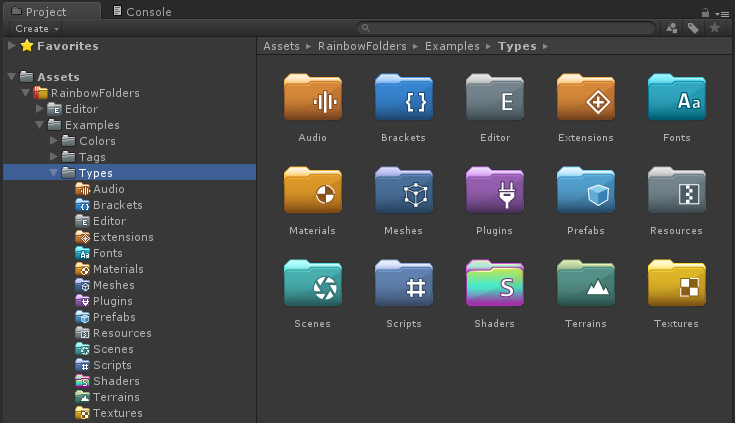 Project
Console
Create
Favorites
Assets
RainbowFolders
Editor
Examples
Colors
Tags
Types
Audio
Brackets
Editor
Extensions
Fonts
Materials
Meshes
Plugins
Prefabs
Resources
Scenes
Scripts
Shaders
Terrains
Textures
Assets RainbowFolders Examples Types
{} E Aa
Audio Brackets Editor Extensions Fonts
Materials Meshes Plugins Prefabs Resources
# S
Scenes Scripts Shaders Terrains Textures